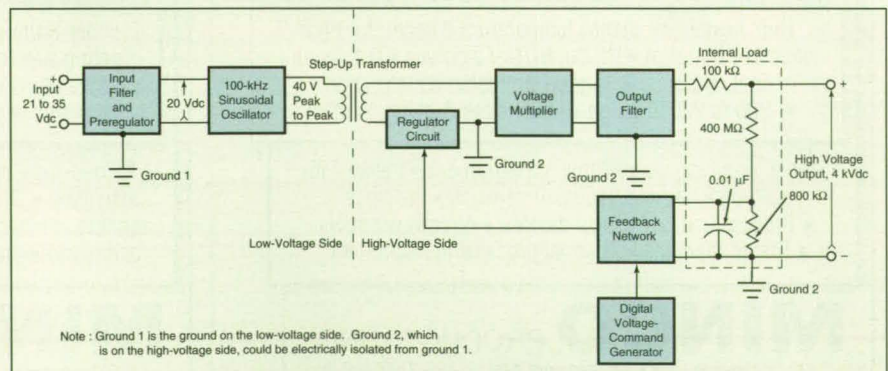 Input
21 to 35
Vdc
+
−
Input
Filter
and
Preregulator
Ground 1
20 Vdc
100-kHz
Sinusoidal
Oscillator
40 V
Peak
to Peak
Step-Up Transformer
Regulator
Circuit
Ground 2
Voltage
Multiplier
Output
Filter
Ground 2
Internal Load
100 kΩ
400 MΩ
0.01 µF
800 kΩ
+
High Voltage
Output, 4 kVdc
−
Ground 2
Feedback
Network
Digital
Voltage-
Command
Generator
Low-Voltage Side
High-Voltage Side
Note : Ground 1 is the ground on the low-voltage side. Ground 2, which
is on the high-voltage side, could be electrically isolated from ground 1.